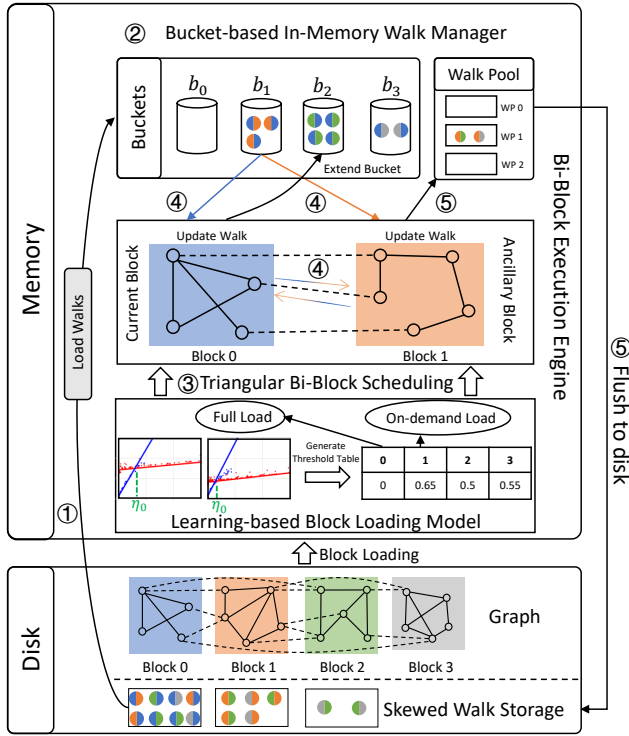 ② Bucket-based In-Memory Walk Manager
Buckets
b0
b1
b2
b3
Extend Bucket
Walk Pool
WP 0
WP 1
WP 2
④
④
⑤
Memory
Bi-Block Execution Engine
Load Walks
①
Current Block
Update Walk
Update Walk
④
Ancillary Block
Block 0
Block 1
③ Triangular Bi-Block Scheduling
⑤ Flush to disk
Full Load
On-demand Load
η0
η0
Generate
Threshold Table
0 1 2 3
0 0.65 0.5 0.55
Learning-based Block Loading Model
Block Loading
Disk
Graph
Block 0
Block 1
Block 2
Block 3
Skewed Walk Storage